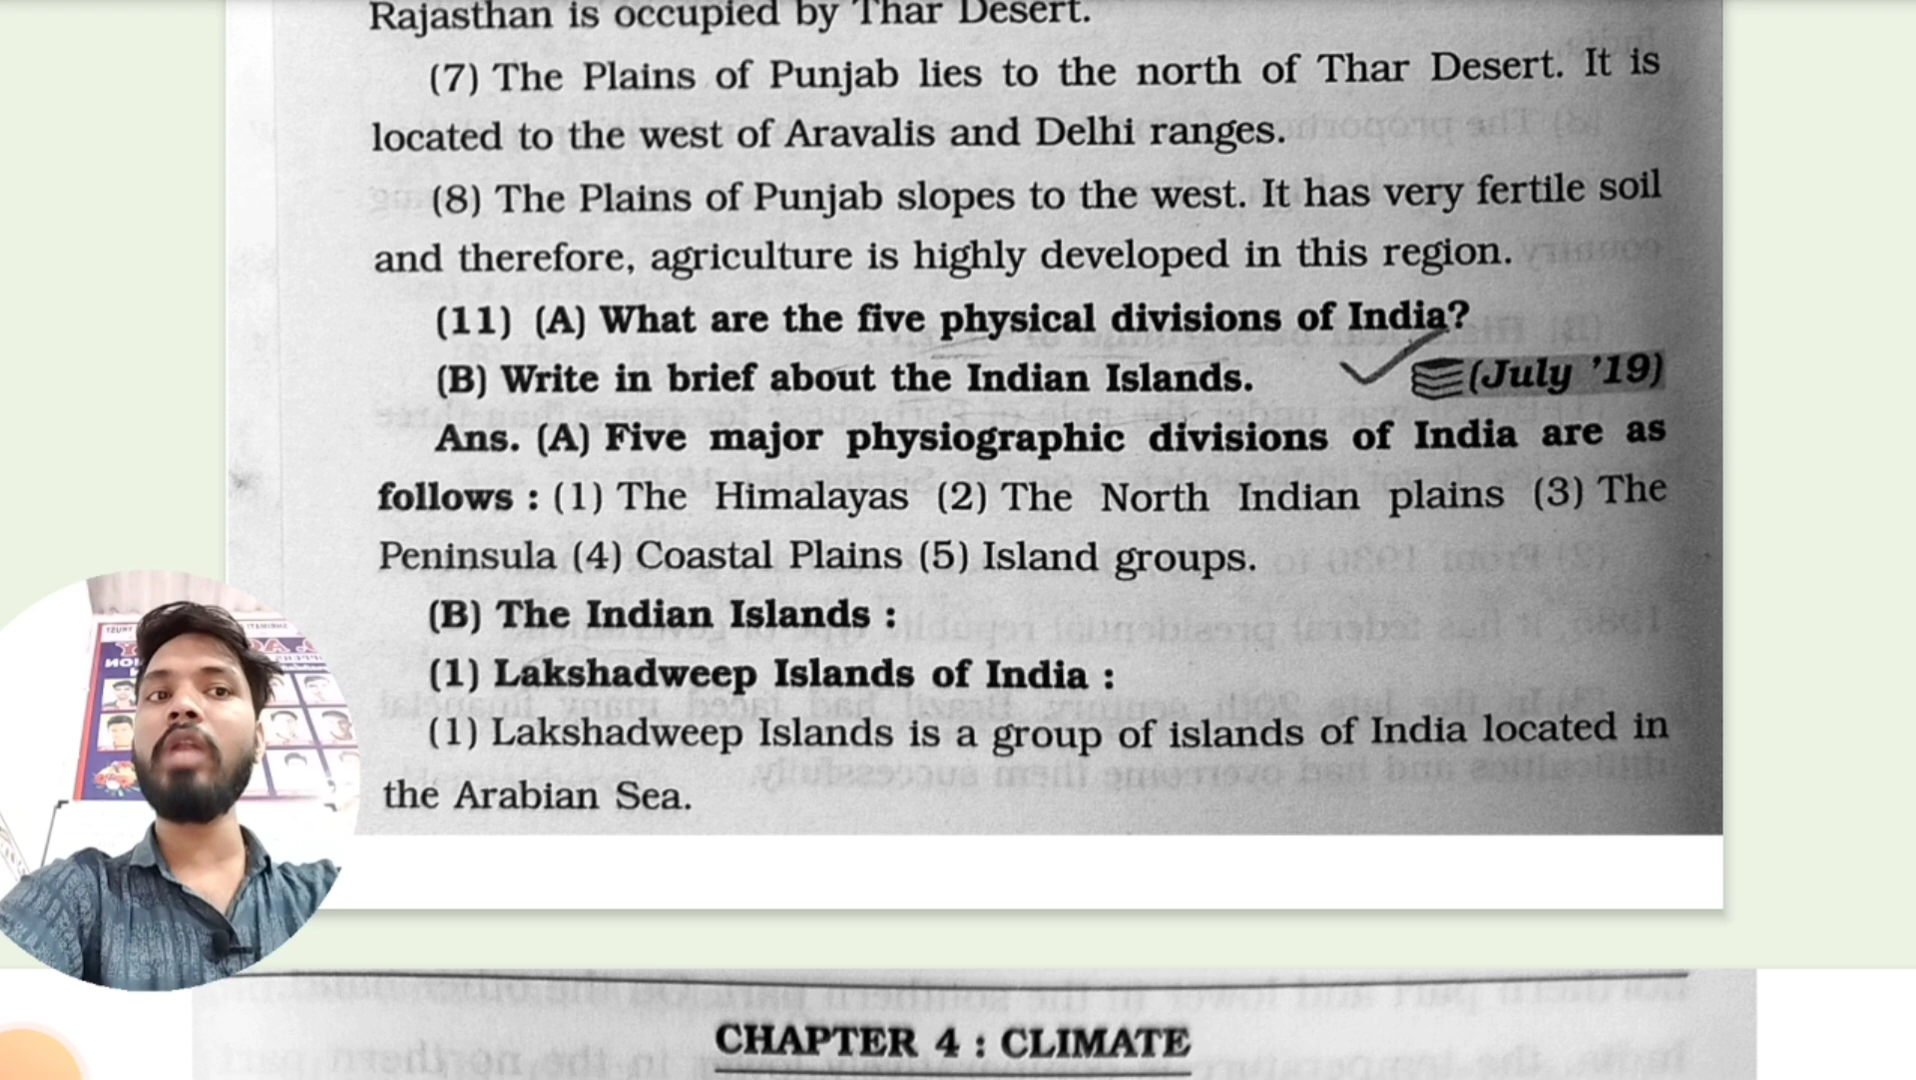 Rajasthan is occupied by Thar Desert.
(7) The Plains of Punjab lies to the north of Thar Desert. It is
located to the west of Aravalis and Delhi ranges.
(8) The Plains of Punjab slopes to the west. It has very fertile soil
and therefore, agriculture is highly developed in this region.
(11) (A) What are the five physical divisions of India?
(B) Write in brief about the Indian Islands.
(July ’19)
Ans. (A) Five major physiographic divisions of India are as
follows : (1) The Himalayas (2) The North Indian plains (3) The
Peninsula (4) Coastal Plains (5) Island groups.
(B) The Indian Islands :
(1) Lakshadweep Islands of India :
(1) Lakshadweep Islands is a group of islands of India located in
the Arabian Sea.
CHAPTER 4 : CLIMATE